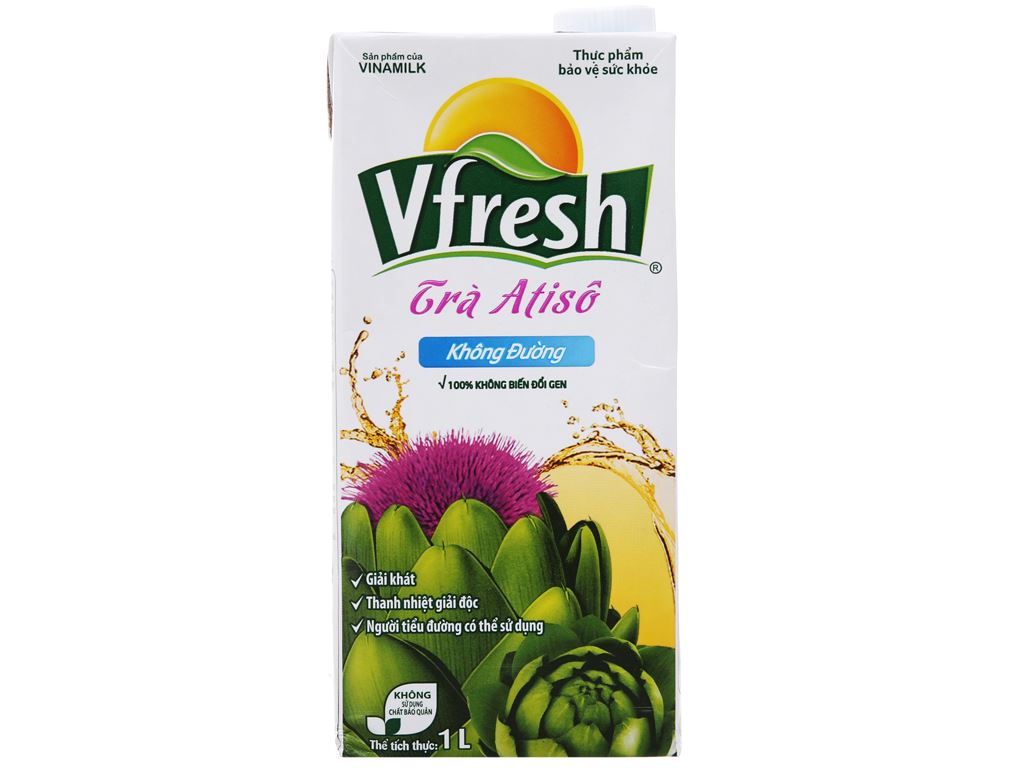 Sản phẩm của
VINAMILK
Thực phẩm
bảo vệ sức khỏe
Vfresh
®
Trà Atisô
Không Đường
√ 100% KHÔNG BIẾN ĐỔI GEN
✓ Giải khát
✓ Thanh nhiệt giải độc
✓ Người tiểu đường có thể sử dụng
KHÔNG
SỬ DỤNG
CHẤT BẢO QUẢN
Thể tích thực: 1 L